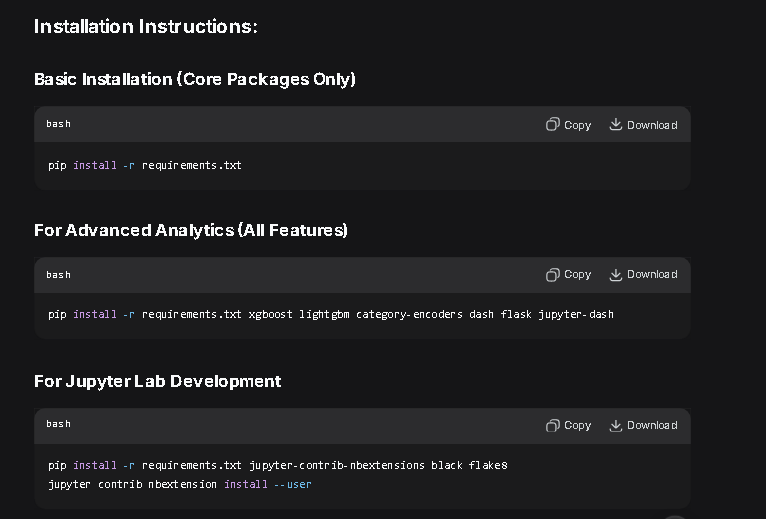 Installation Instructions:
Basic Installation (Core Packages Only)
bash Copy Download
pip install -r requirements.txt
For Advanced Analytics (All Features)
bash Copy Download
pip install -r requirements.txt xgboost lightgbm category-encoders dash flask jupyter-dash
For Jupyter Lab Development
bash Copy Download
pip install -r requirements.txt jupyter-contrib-nbextensions black flake8
jupyter contrib nbextension install --user